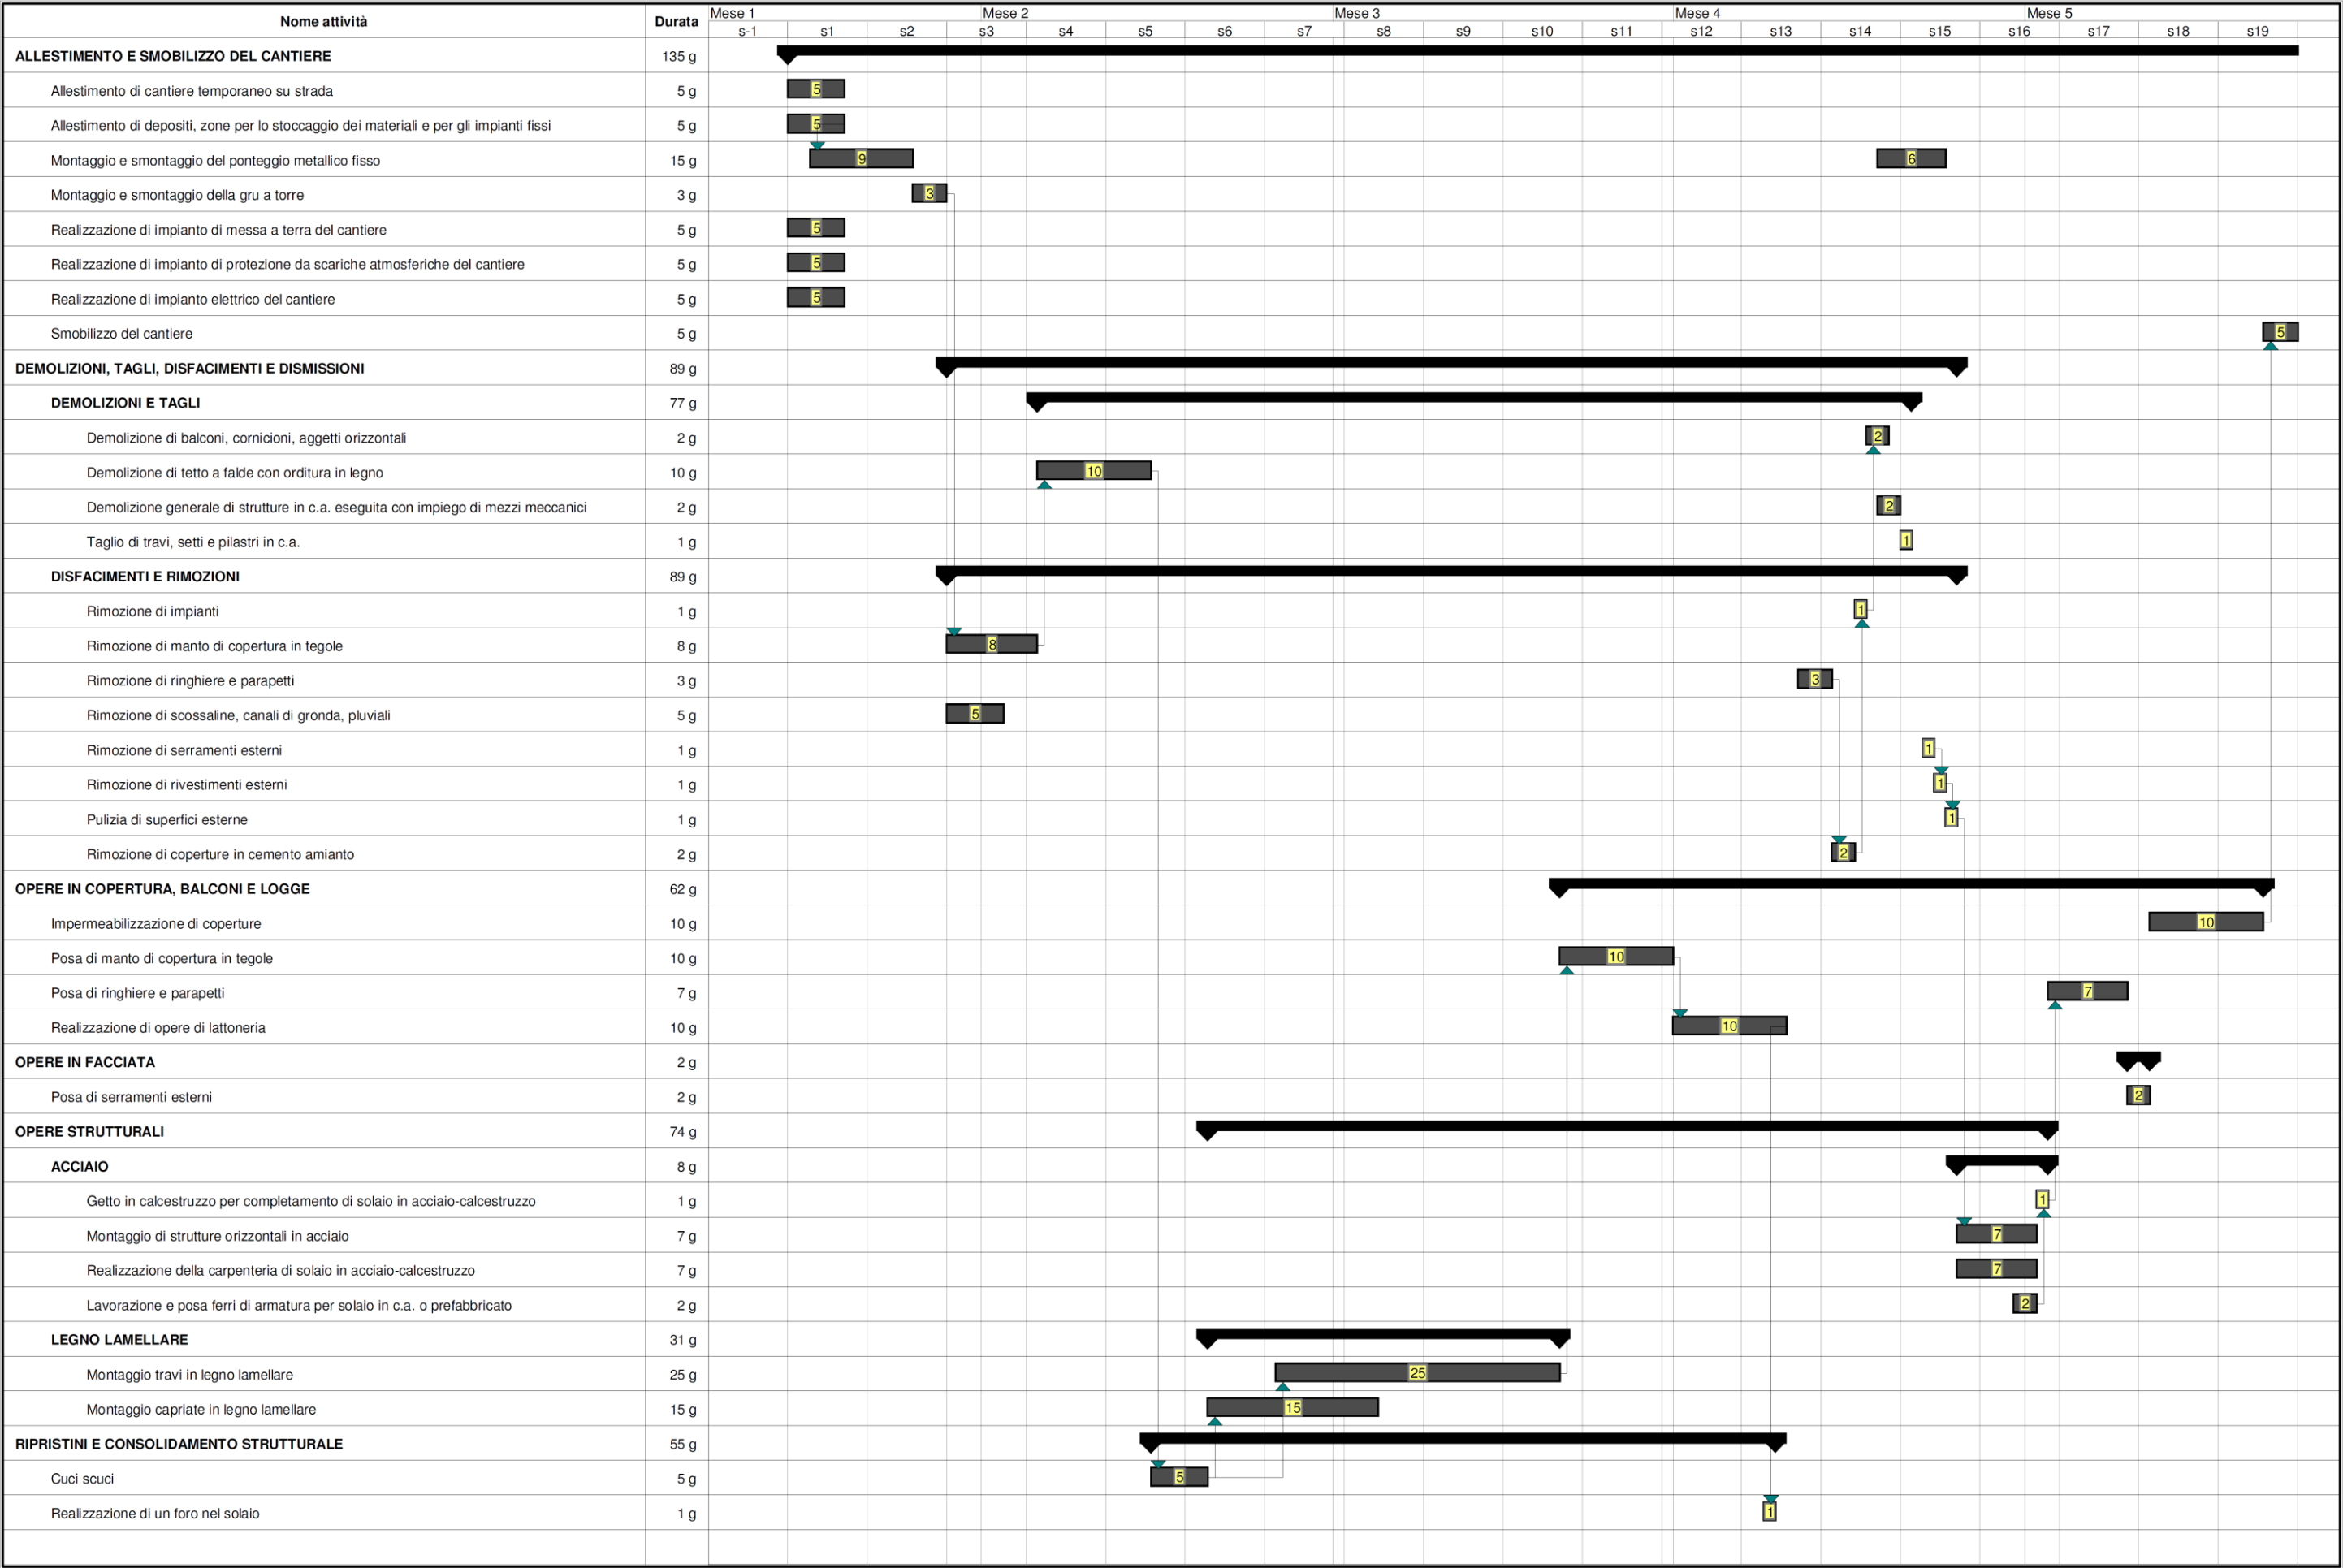 Nome attività Durata Mese 1 Mese 2 Mese 3 Mese 4 Mese 5
s-1 s1 s2 s3 s4 s5 s6 s7 s8 s9 s10 s11 s12 s13 s14 s15 s16 s17 s18 s19
ALLESTIMENTO E SMOBILIZZO DEL CANTIERE 135 g
Allestimento di cantiere temporaneo su strada 5 g 5
Allestimento di depositi, zone per lo stoccaggio dei materiali e per gli impianti fissi 5 g 5
Montaggio e smontaggio del ponteggio metallico fisso 15 g 9 6
Montaggio e smontaggio della gru a torre 3 g 3
Realizzazione di impianto di messa a terra del cantiere 5 g 5
Realizzazione di impianto di protezione da scariche atmosferiche del cantiere 5 g 5
Realizzazione di impianto elettrico del cantiere 5 g 5
Smobilizzo del cantiere 5 g 5
DEMOLIZIONI, TAGLI, DISFACIMENTI E DISMISSIONI 89 g
DEMOLIZIONI E TAGLI 77 g
Demolizione di balconi, cornicioni, aggetti orizzontali 2 g 2
Demolizione di tetto a falde con orditura in legno 10 g 10
Demolizione generale di strutture in c.a. eseguita con impiego di mezzi meccanici 2 g 2
Taglio di travi, setti e pilastri in c.a. 1 g 1
DISFACIMENTI E RIMOZIONI 89 g
Rimozione di impianti 1 g 1
Rimozione di manto di copertura in tegole 8 g 8
Rimozione di ringhiere e parapetti 3 g 3
Rimozione di scossaline, canali di gronda, pluviali 5 g 5
Rimozione di serramenti esterni 1 g 1
Rimozione di rivestimenti esterni 1 g 1
Pulizia di superfici esterne 1 g 1
Rimozione di coperture in cemento amianto 2 g 2
OPERE IN COPERTURA, BALCONI E LOGGE 62 g
Impermeabilizzazione di coperture 10 g 10
Posa di manto di copertura in tegole 10 g 10
Posa di ringhiere e parapetti 7 g 7
Realizzazione di opere di lattoneria 10 g 10
OPERE IN FACCIATA 2 g
Posa di serramenti esterni 2 g 2
OPERE STRUTTURALI 74 g
ACCIAIO 8 g
Getto in calcestruzzo per completamento di solaio in acciaio-calcestruzzo 1 g 1
Montaggio di strutture orizzontali in acciaio 7 g 7
Realizzazione della carpenteria di solaio in acciaio-calcestruzzo 7 g 7
Lavorazione e posa ferri di armatura per solaio in c.a. o prefabbricato 2 g 2
LEGNO LAMELLARE 31 g
Montaggio travi in legno lamellare 25 g 25
Montaggio capriate in legno lamellare 15 g 15
RIPRISTINI E CONSOLIDAMENTO STRUTTURALE 55 g
Cuci scuci 5 g 5
Realizzazione di un foro nel solaio 1 g 1